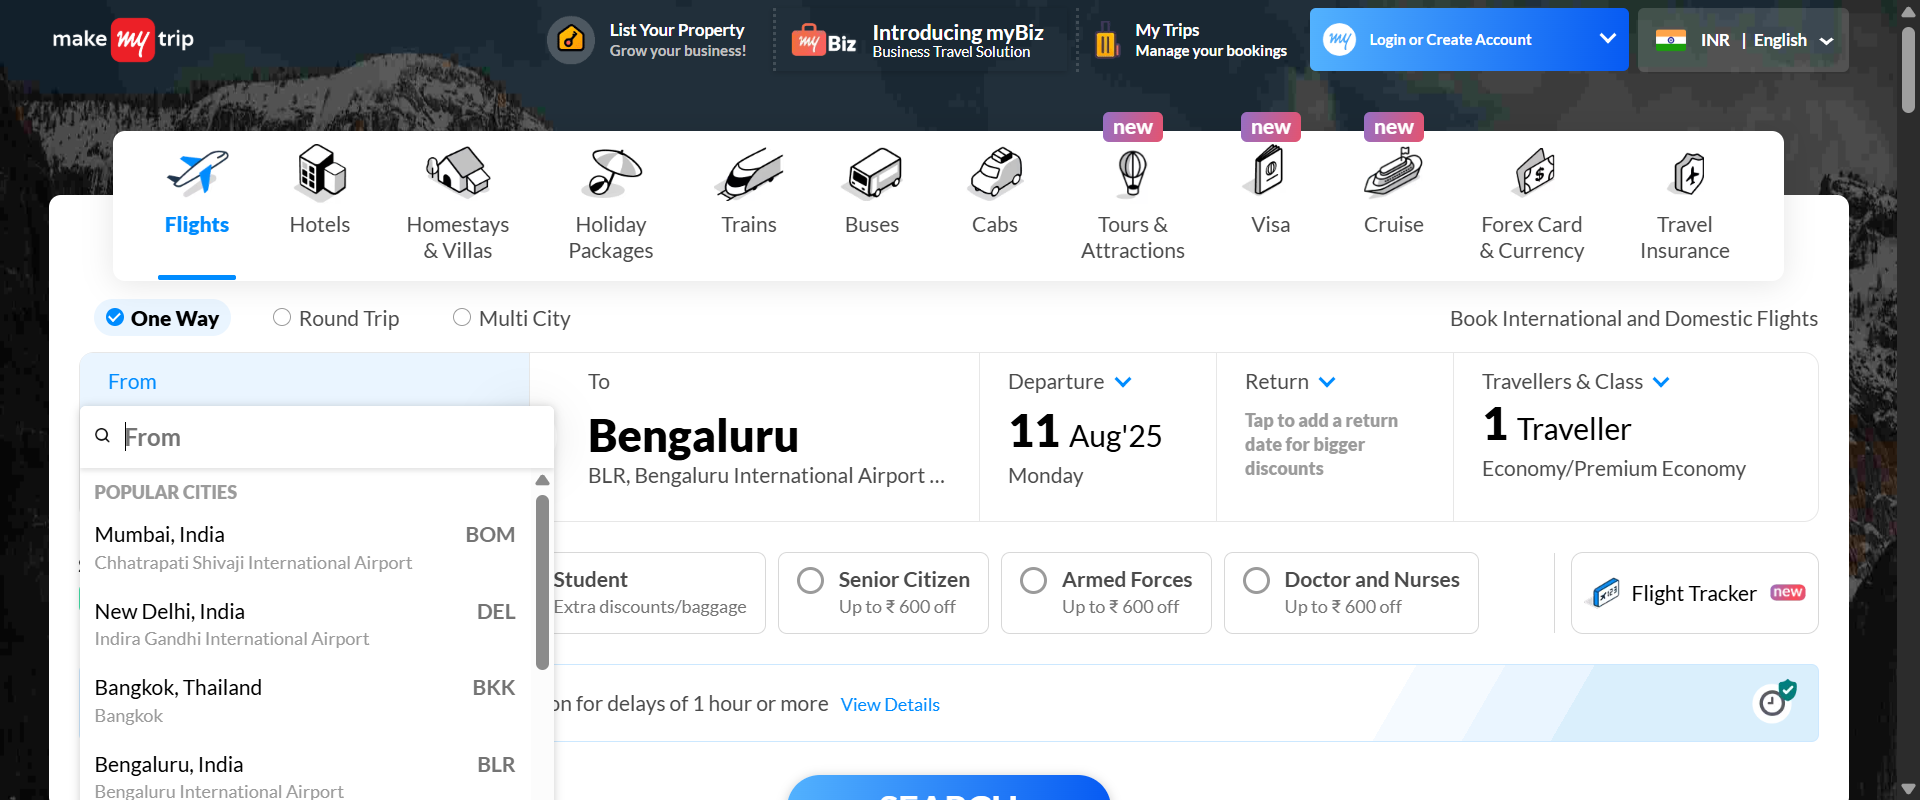 make my trip
List Your Property
Grow your business!
my Biz
Introducing myBiz
Business Travel Solution
My Trips
Manage your bookings
my
Login or Create Account
INR | English
new
new
new
Flights
Hotels
Homestays
& Villas
Holiday
Packages
Trains
Buses
Cabs
Tours &
Attractions
Visa
Cruise
Forex Card
& Currency
Travel
Insurance
One Way
Round Trip
Multi City
Book International and Domestic Flights
From
To
Bengaluru
BLR, Bengaluru International Airport ...
Departure
11 Aug'25
Monday
Return
Tap to add a return
date for bigger
discounts
Travellers & Class
1 Traveller
Economy/Premium Economy
From
POPULAR CITIES
Mumbai, India BOM
Chhatrapati Shivaji International Airport
New Delhi, India DEL
Indira Gandhi International Airport
Bangkok, Thailand BKK
Bangkok
Bengaluru, India BLR
Bengaluru International Airport
Student
Extra discounts/baggage
Senior Citizen
Up to ₹ 600 off
Armed Forces
Up to ₹ 600 off
Doctor and Nurses
Up to ₹ 600 off
Flight Tracker new
on for delays of 1 hour or more View Details
SEARCH